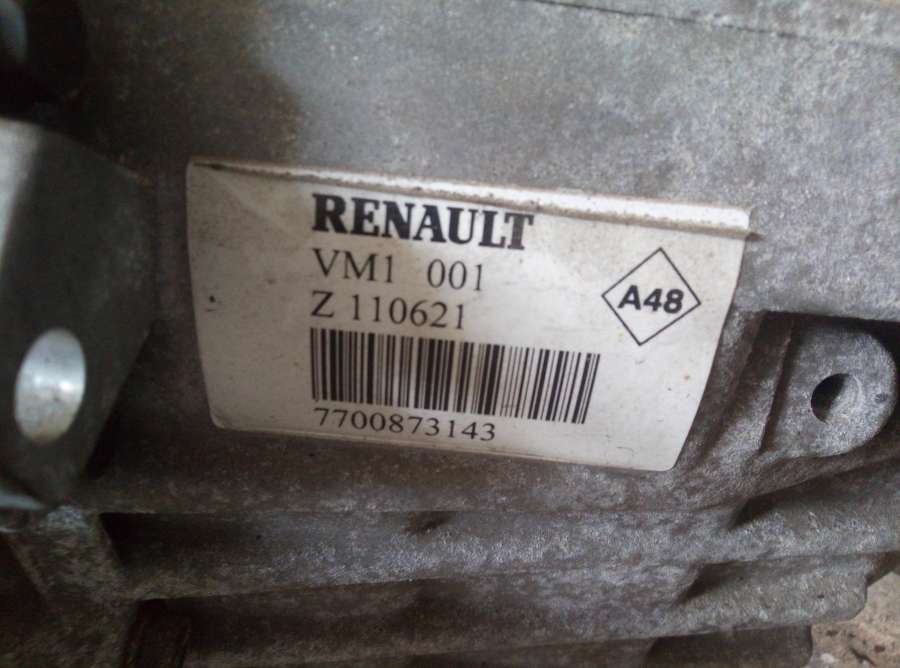 RENAULT
VM1 001
A48
Z 110621
7700873143